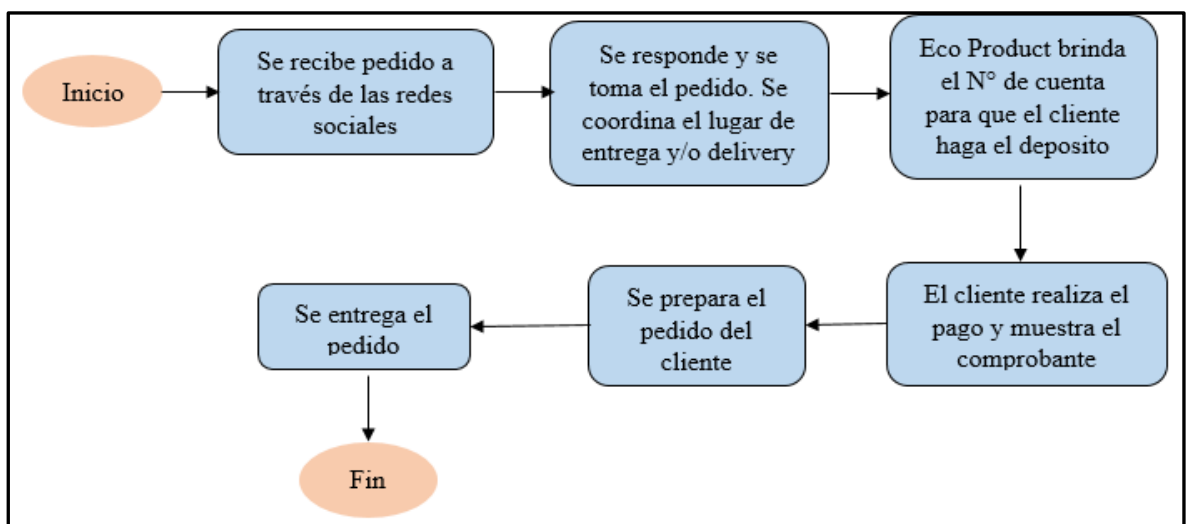 Inicio
Se recibe pedido a
través de las redes
sociales
Se responde y se
toma el pedido. Se
coordina el lugar de
entrega y/o delivery
Eco Product brinda
el N° de cuenta
para que el cliente
haga el deposito
El cliente realiza el
pago y muestra el
comprobante
Se prepara el
pedido del
cliente
Se entrega el
pedido
Fin